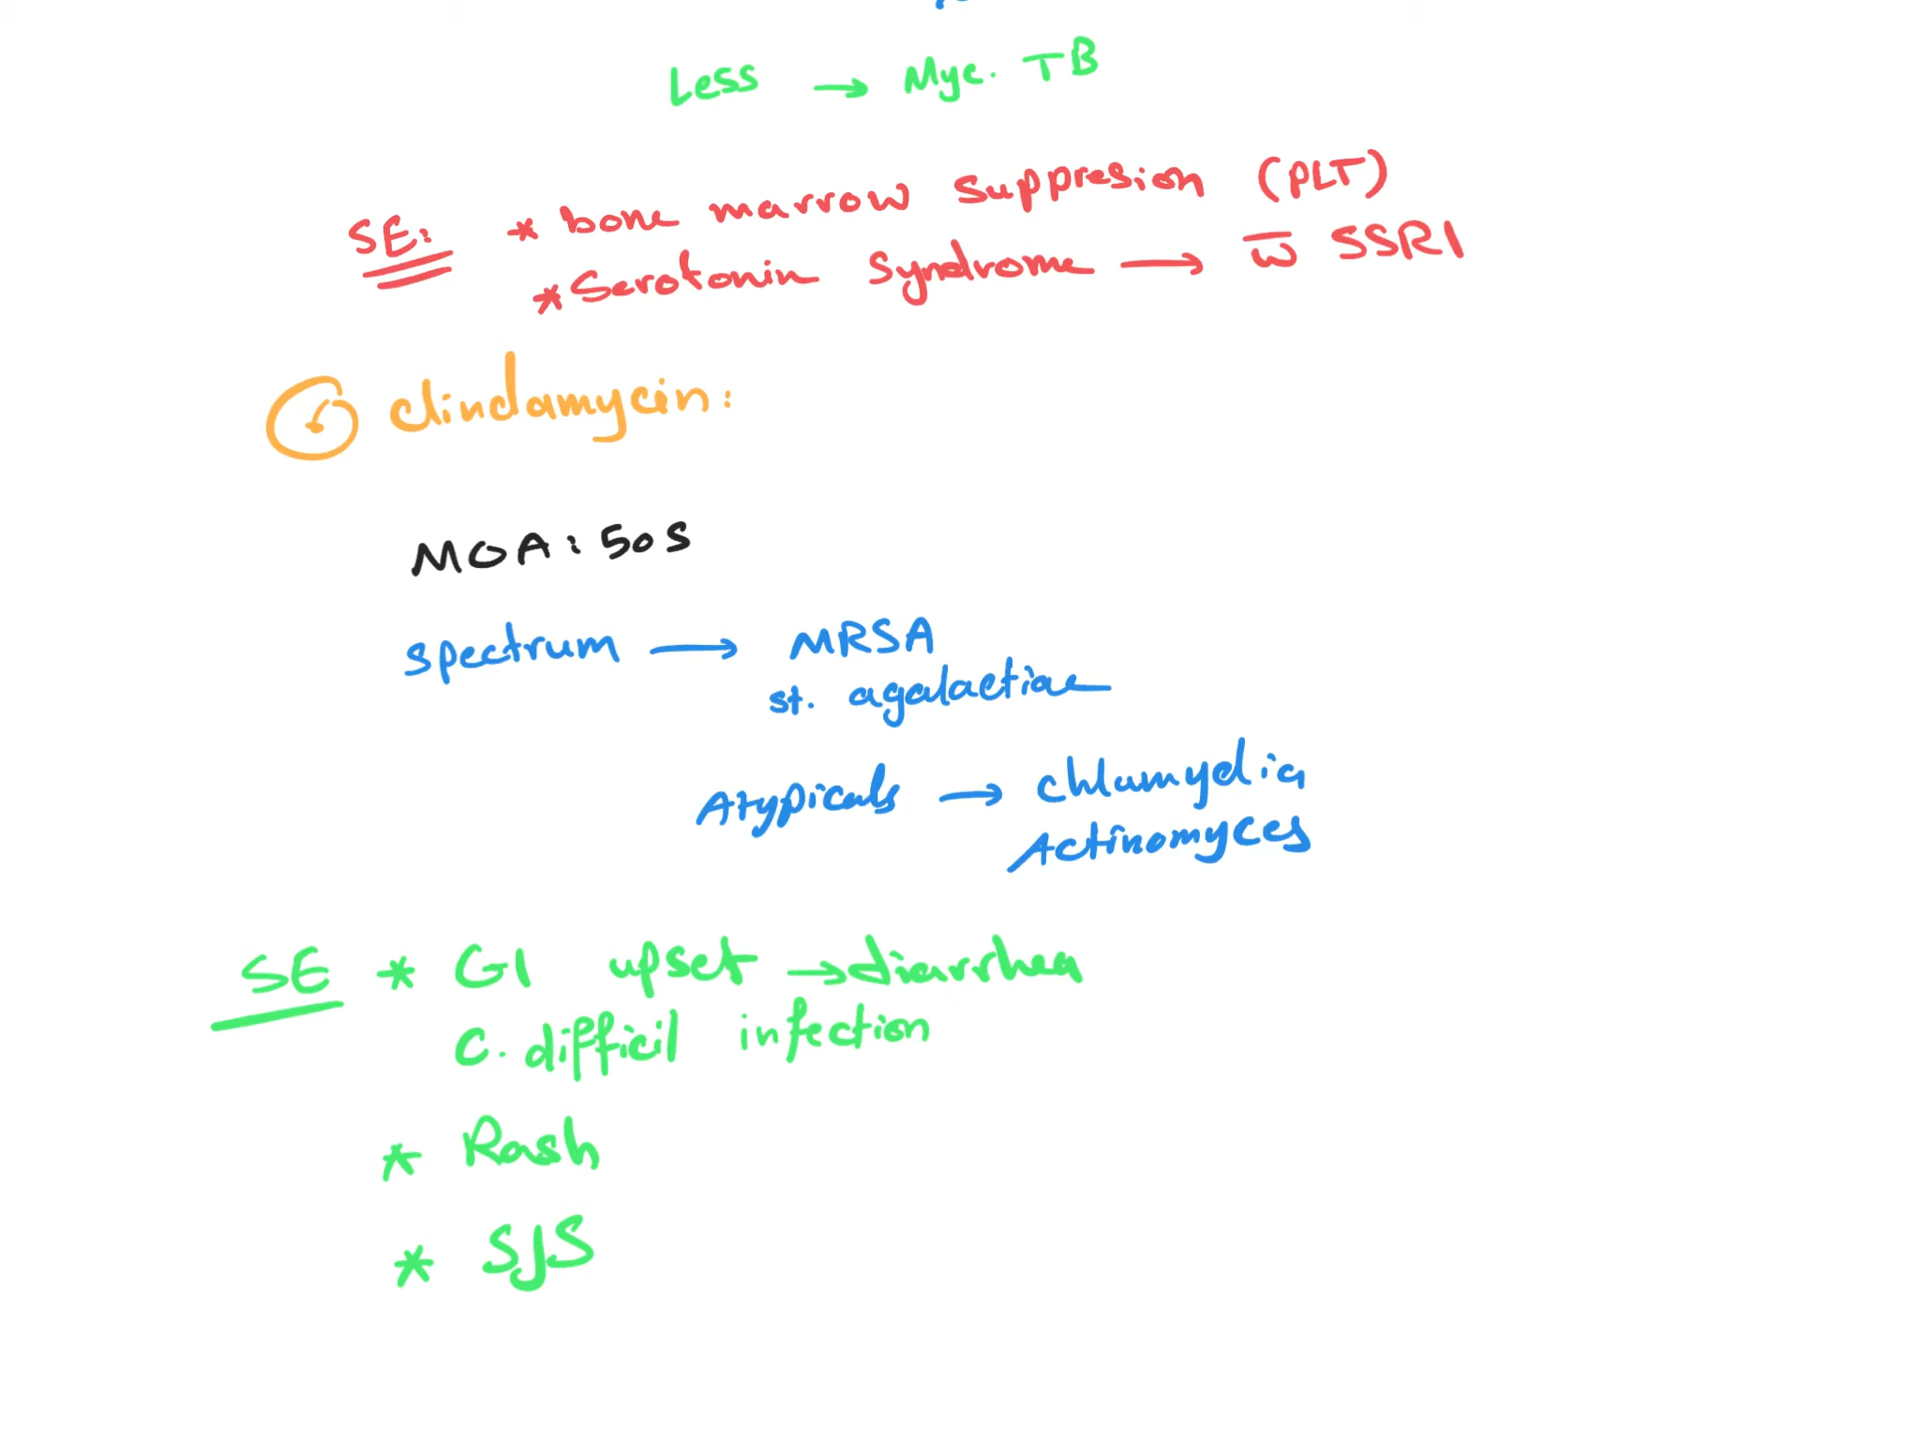 Less → Myc. TB
SE: * bone marrow suppresion (PLT)
* Serotonin Syndrome → w̅ SSRI
6 clindamycin:
MOA: 50S
spectrum → MRSA
st. agalactiae
Atypicals → chlamydia
Actinomyces
SE * GI upset → diarrhea
C. difficil infection
* Rash
* SJS